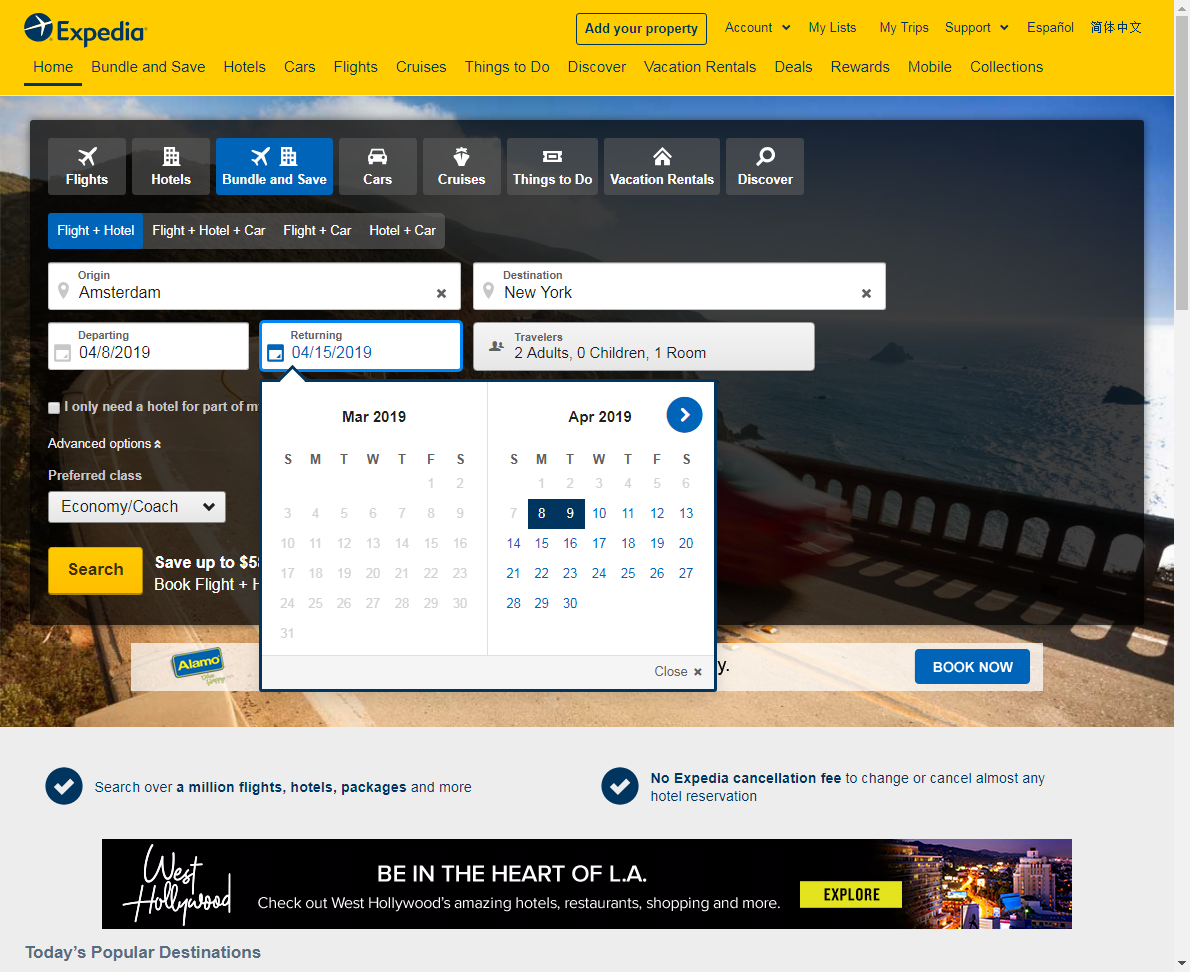 Expedia
Add your property Account My Lists My Trips Support Español 简体中文
Home Bundle and Save Hotels Cars Flights Cruises Things to Do Discover Vacation Rentals Deals Rewards Mobile Collections
Flights Hotels Bundle and Save Cars Cruises Things to Do Vacation Rentals Discover
Flight + Hotel Flight + Hotel + Car Flight + Car Hotel + Car
Origin
Amsterdam
Destination
New York
Departing
04/8/2019
Returning
04/15/2019
Travelers
2 Adults, 0 Children, 1 Room
I only need a hotel for part of m
Advanced options
Preferred class
Economy/Coach
Search
Save up to $5
Book Flight +
Mar 2019
S M T W T F S
1 2
3 4 5 6 7 8 9
10 11 12 13 14 15 16
17 18 19 20 21 22 23
24 25 26 27 28 29 30
31
Apr 2019
S M T W T F S
1 2 3 4 5 6
7 8 9 10 11 12 13
14 15 16 17 18 19 20
21 22 23 24 25 26 27
28 29 30
Close
Alamo
y.
BOOK NOW
Search over a million flights, hotels, packages and more
No Expedia cancellation fee to change or cancel almost any
hotel reservation
West
Hollywood
BE IN THE HEART OF L.A.
Check out West Hollywood's amazing hotels, restaurants, shopping and more.
EXPLORE
Today's Popular Destinations